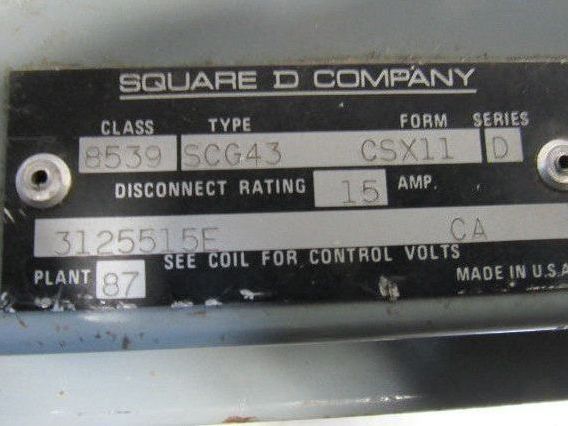 SQUARE D COMPANY
CLASS TYPE FORM SERIES
8539 SCG43 CSX11 D
DISCONNECT RATING 15 AMP.
3125515E CA
SEE COIL FOR CONTROL VOLTS
PLANT 87 MADE IN U.S.A